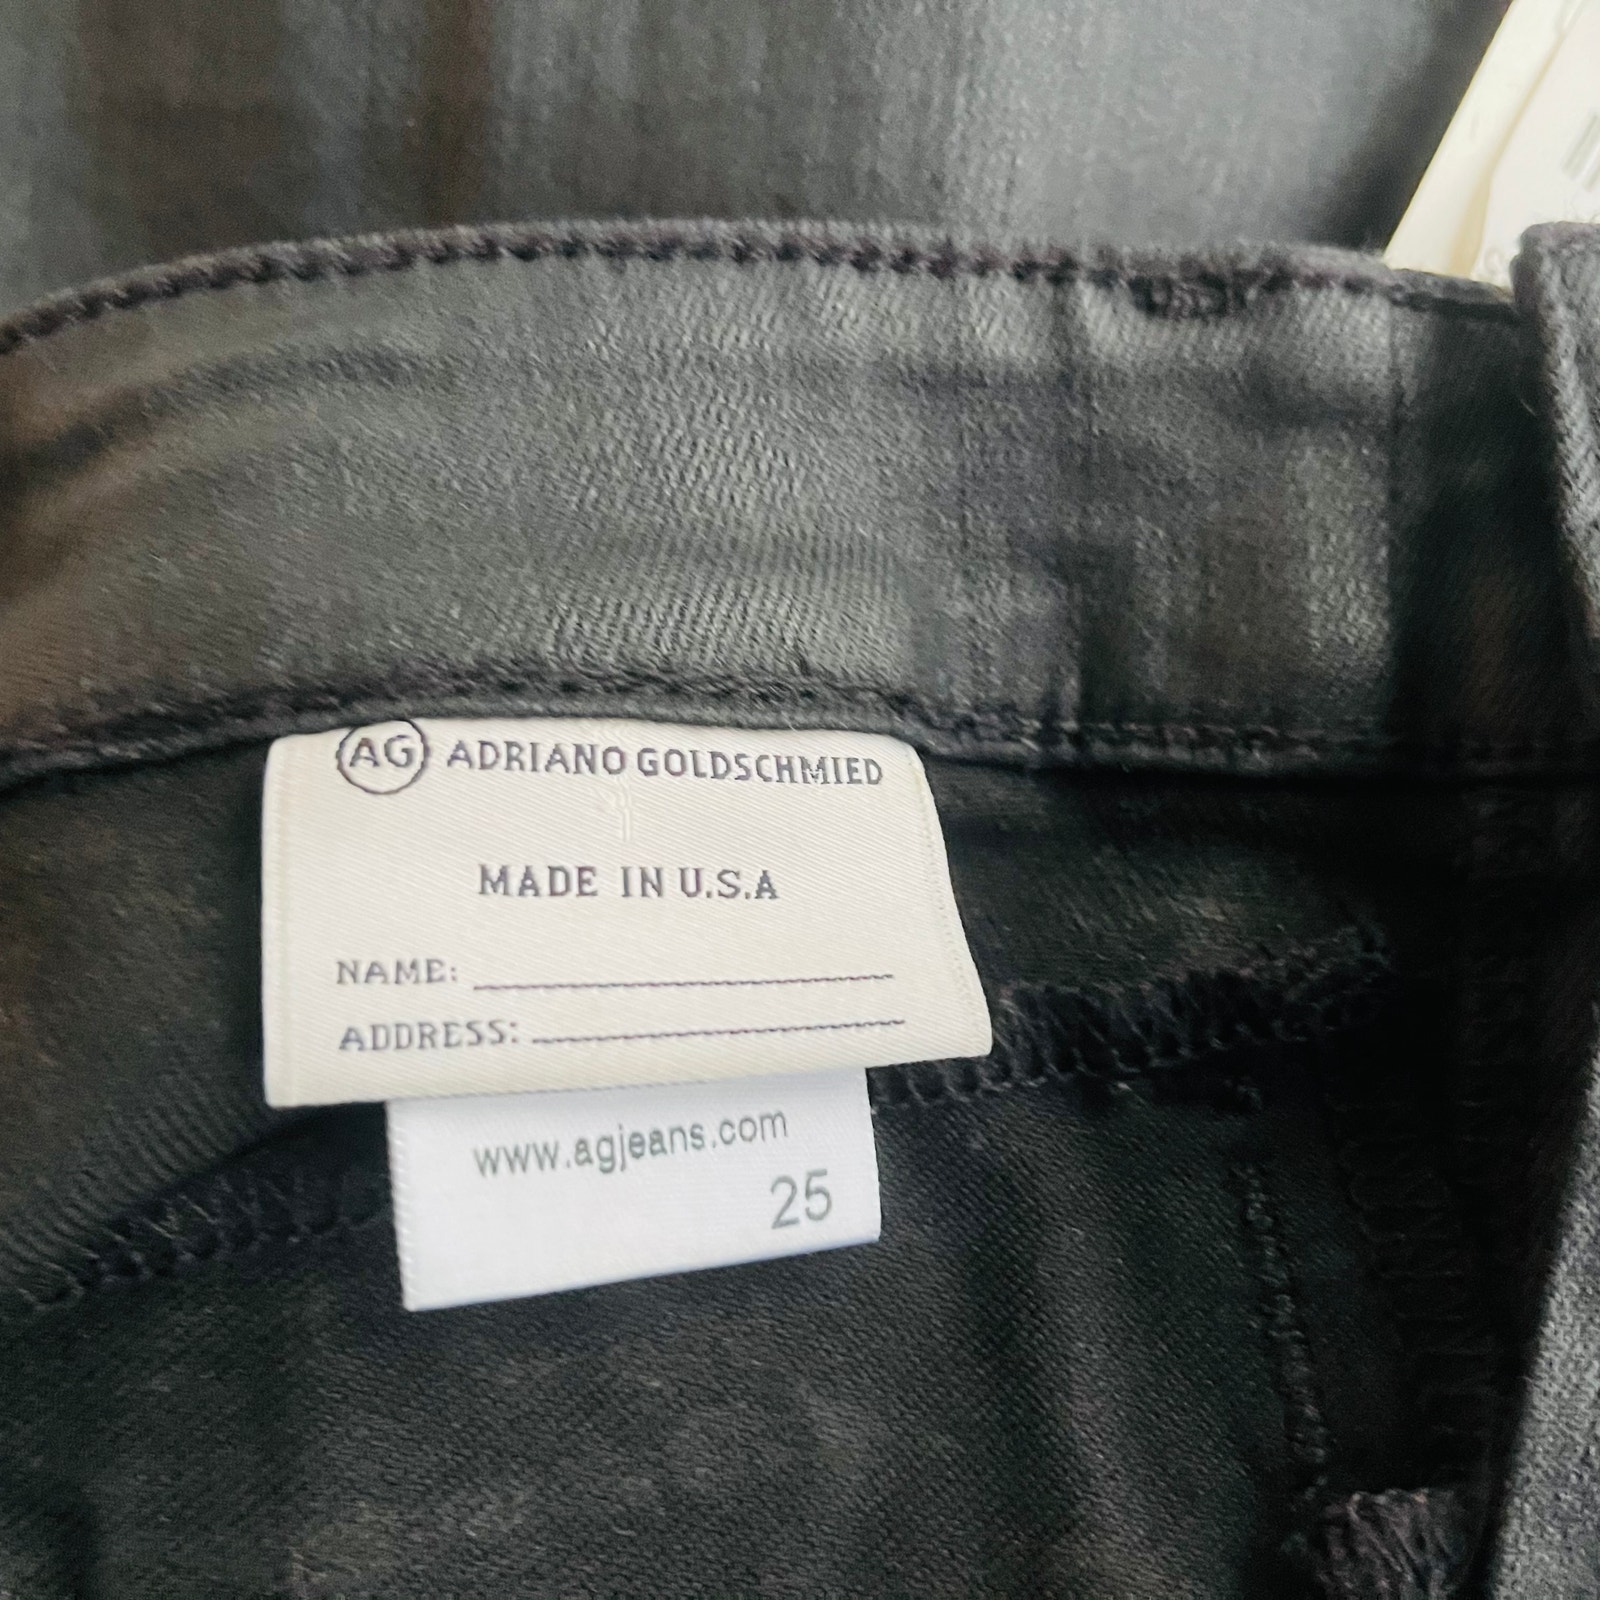 AG ADRIANO GOLDSCHMIED
MADE IN U.S.A
NAME:
ADDRESS:
www.agjeans.com
25